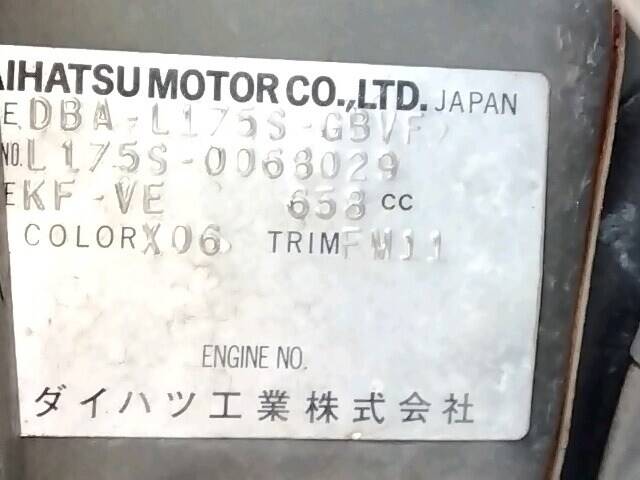 AIHATSU MOTOR CO.,LTD. JAPAN
E DBA-L175S-GBVF
NO. L175S-0068029
E KF-VE 658 CC
COLOR X06 TRIM FM11
ENGINE NO.
ダイハツ工業株式会社